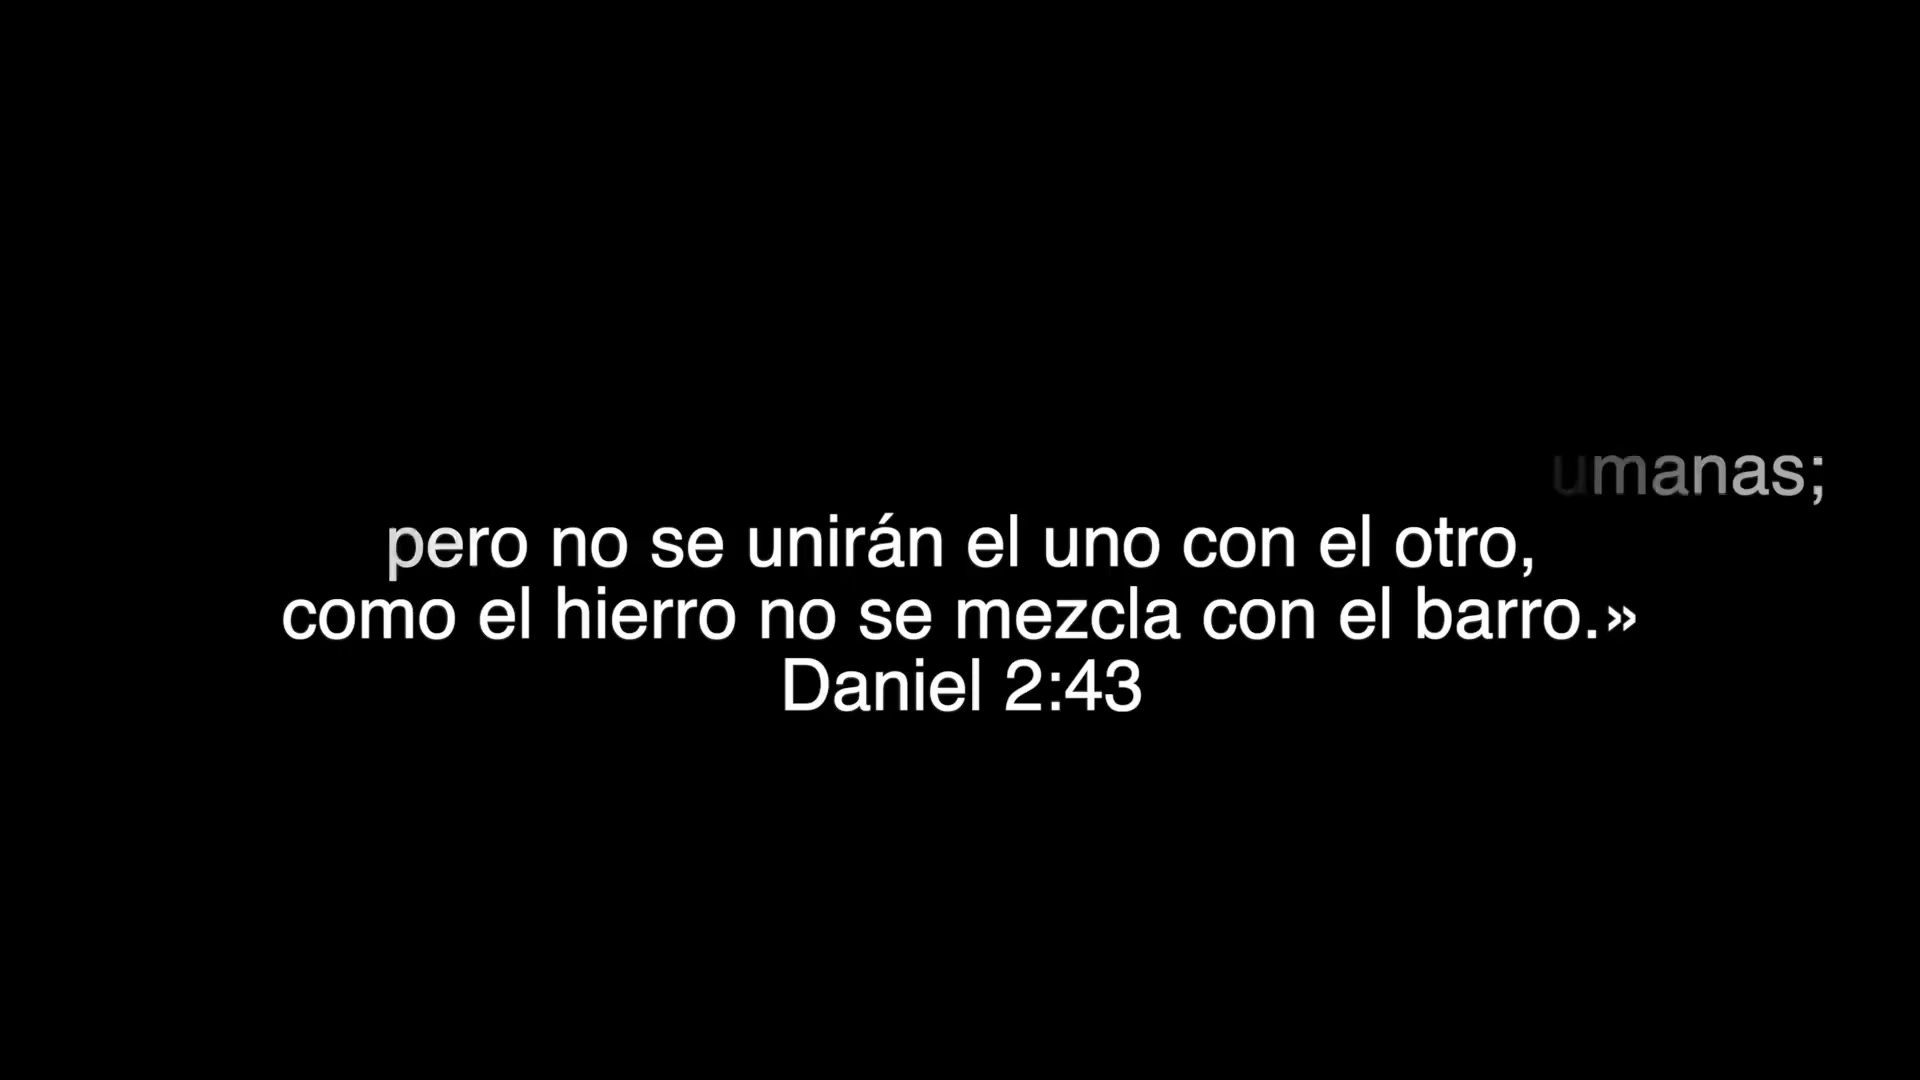 umanas;
pero no se unirán el uno con el otro,
como el hierro no se mezcla con el barro.»
Daniel 2:43